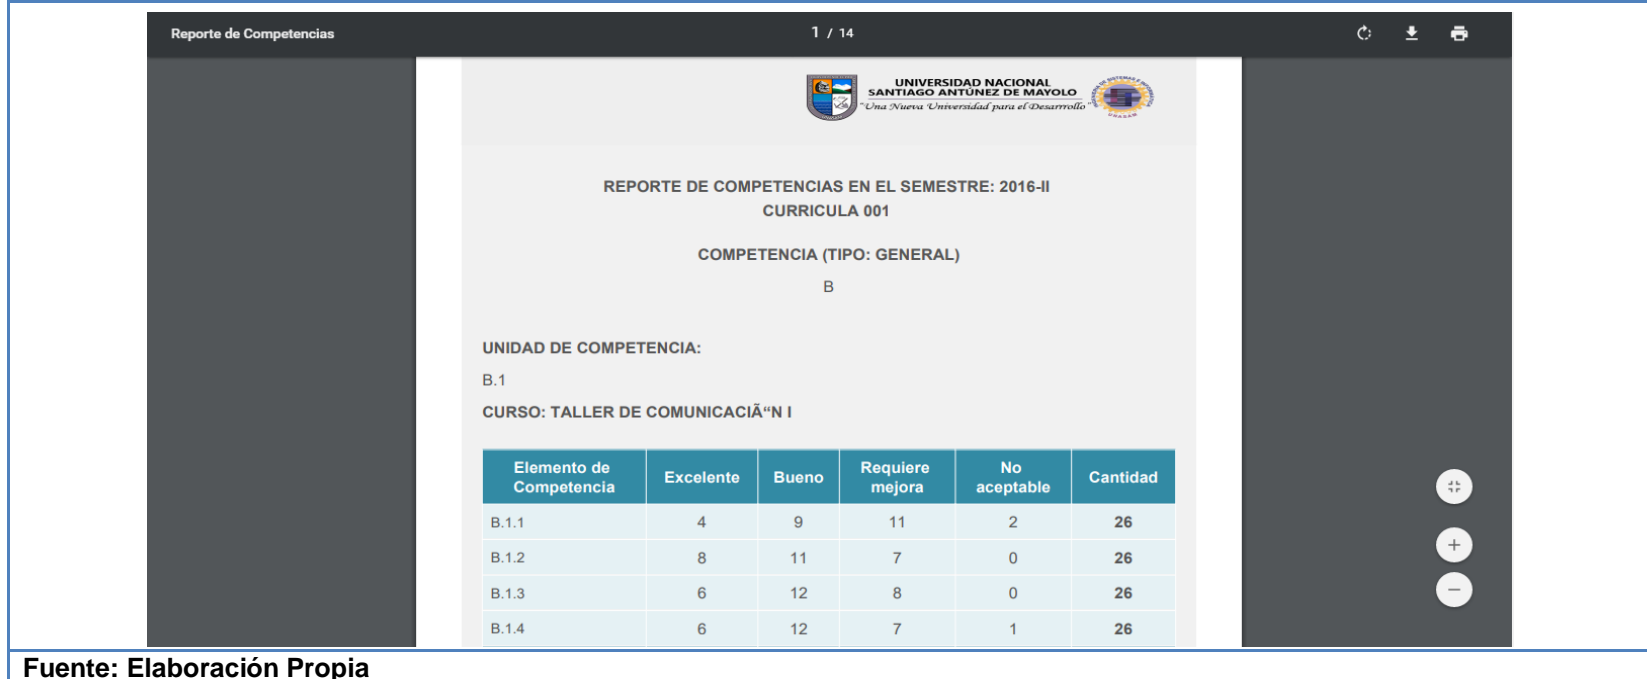 Reporte de Competencias
1 / 14
UNIVERSIDAD NACIONAL
SANTIAGO ANTÚNEZ DE MAYOLO
"Una Nueva Universidad para el Desarrrollo"
REPORTE DE COMPETENCIAS EN EL SEMESTRE: 2016-II
CURRICULA 001
COMPETENCIA (TIPO: GENERAL)
B
UNIDAD DE COMPETENCIA:
B.1
CURSO: TALLER DE COMUNICACIÃ“N I
Elemento de Competencia Excelente Bueno Requiere mejora No aceptable Cantidad
B.1.1 4 9 11 2 26
B.1.2 8 11 7 0 26
B.1.3 6 12 8 0 26
B.1.4 6 12 7 1 26
Fuente: Elaboración Propia